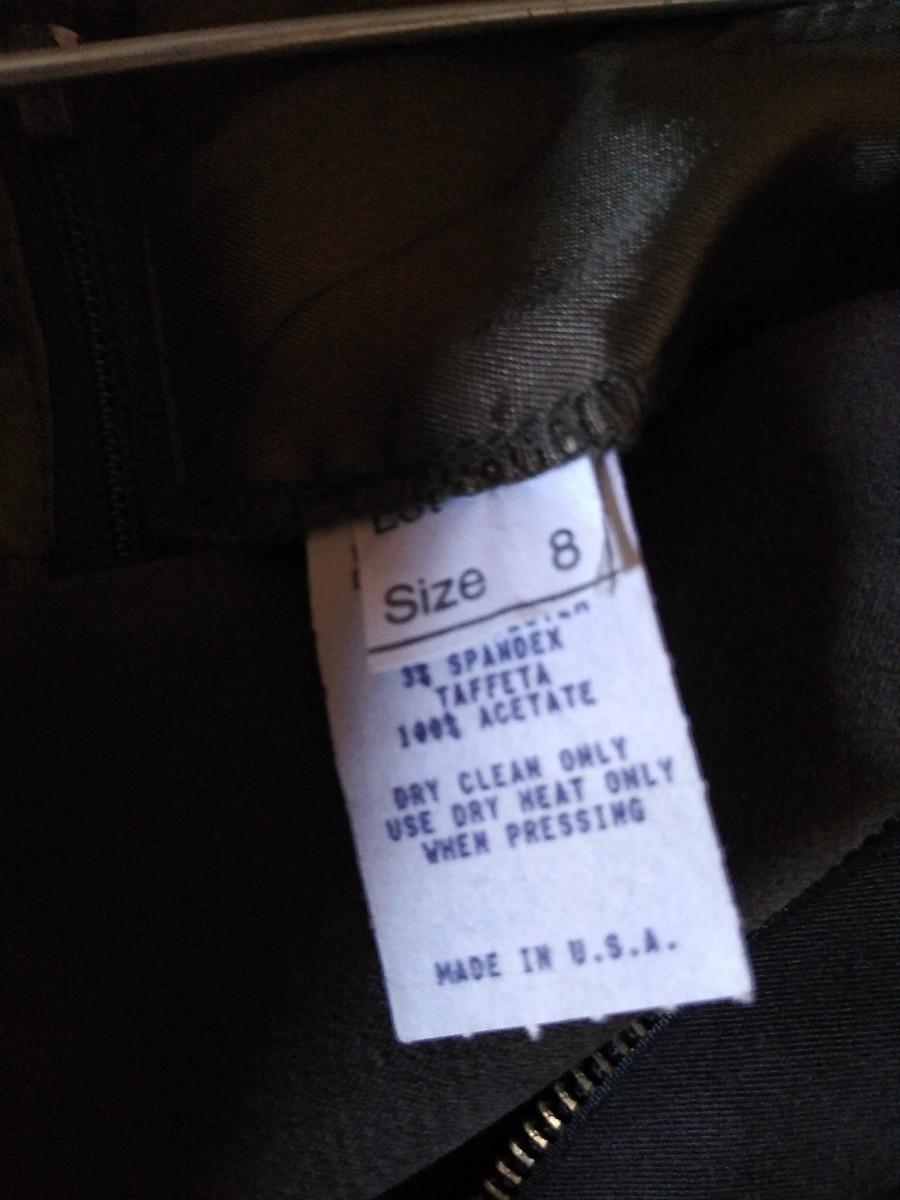 Size 8
3% SPANDEX
TAFFETA
100% ACETATE
DRY CLEAN ONLY
USE DRY HEAT ONLY
WHEN PRESSING
MADE IN U.S.A.